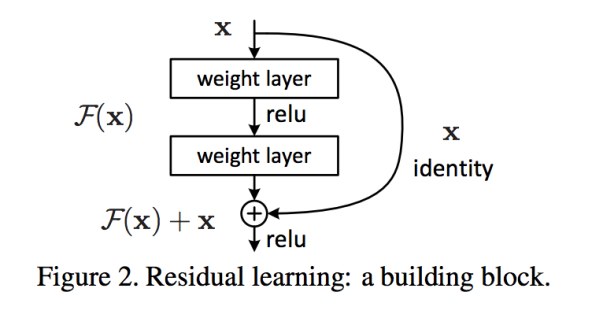 x
weight layer
relu
F(x)
weight layer
x
identity
F(x) + x
+
relu
Figure 2. Residual learning: a building block.